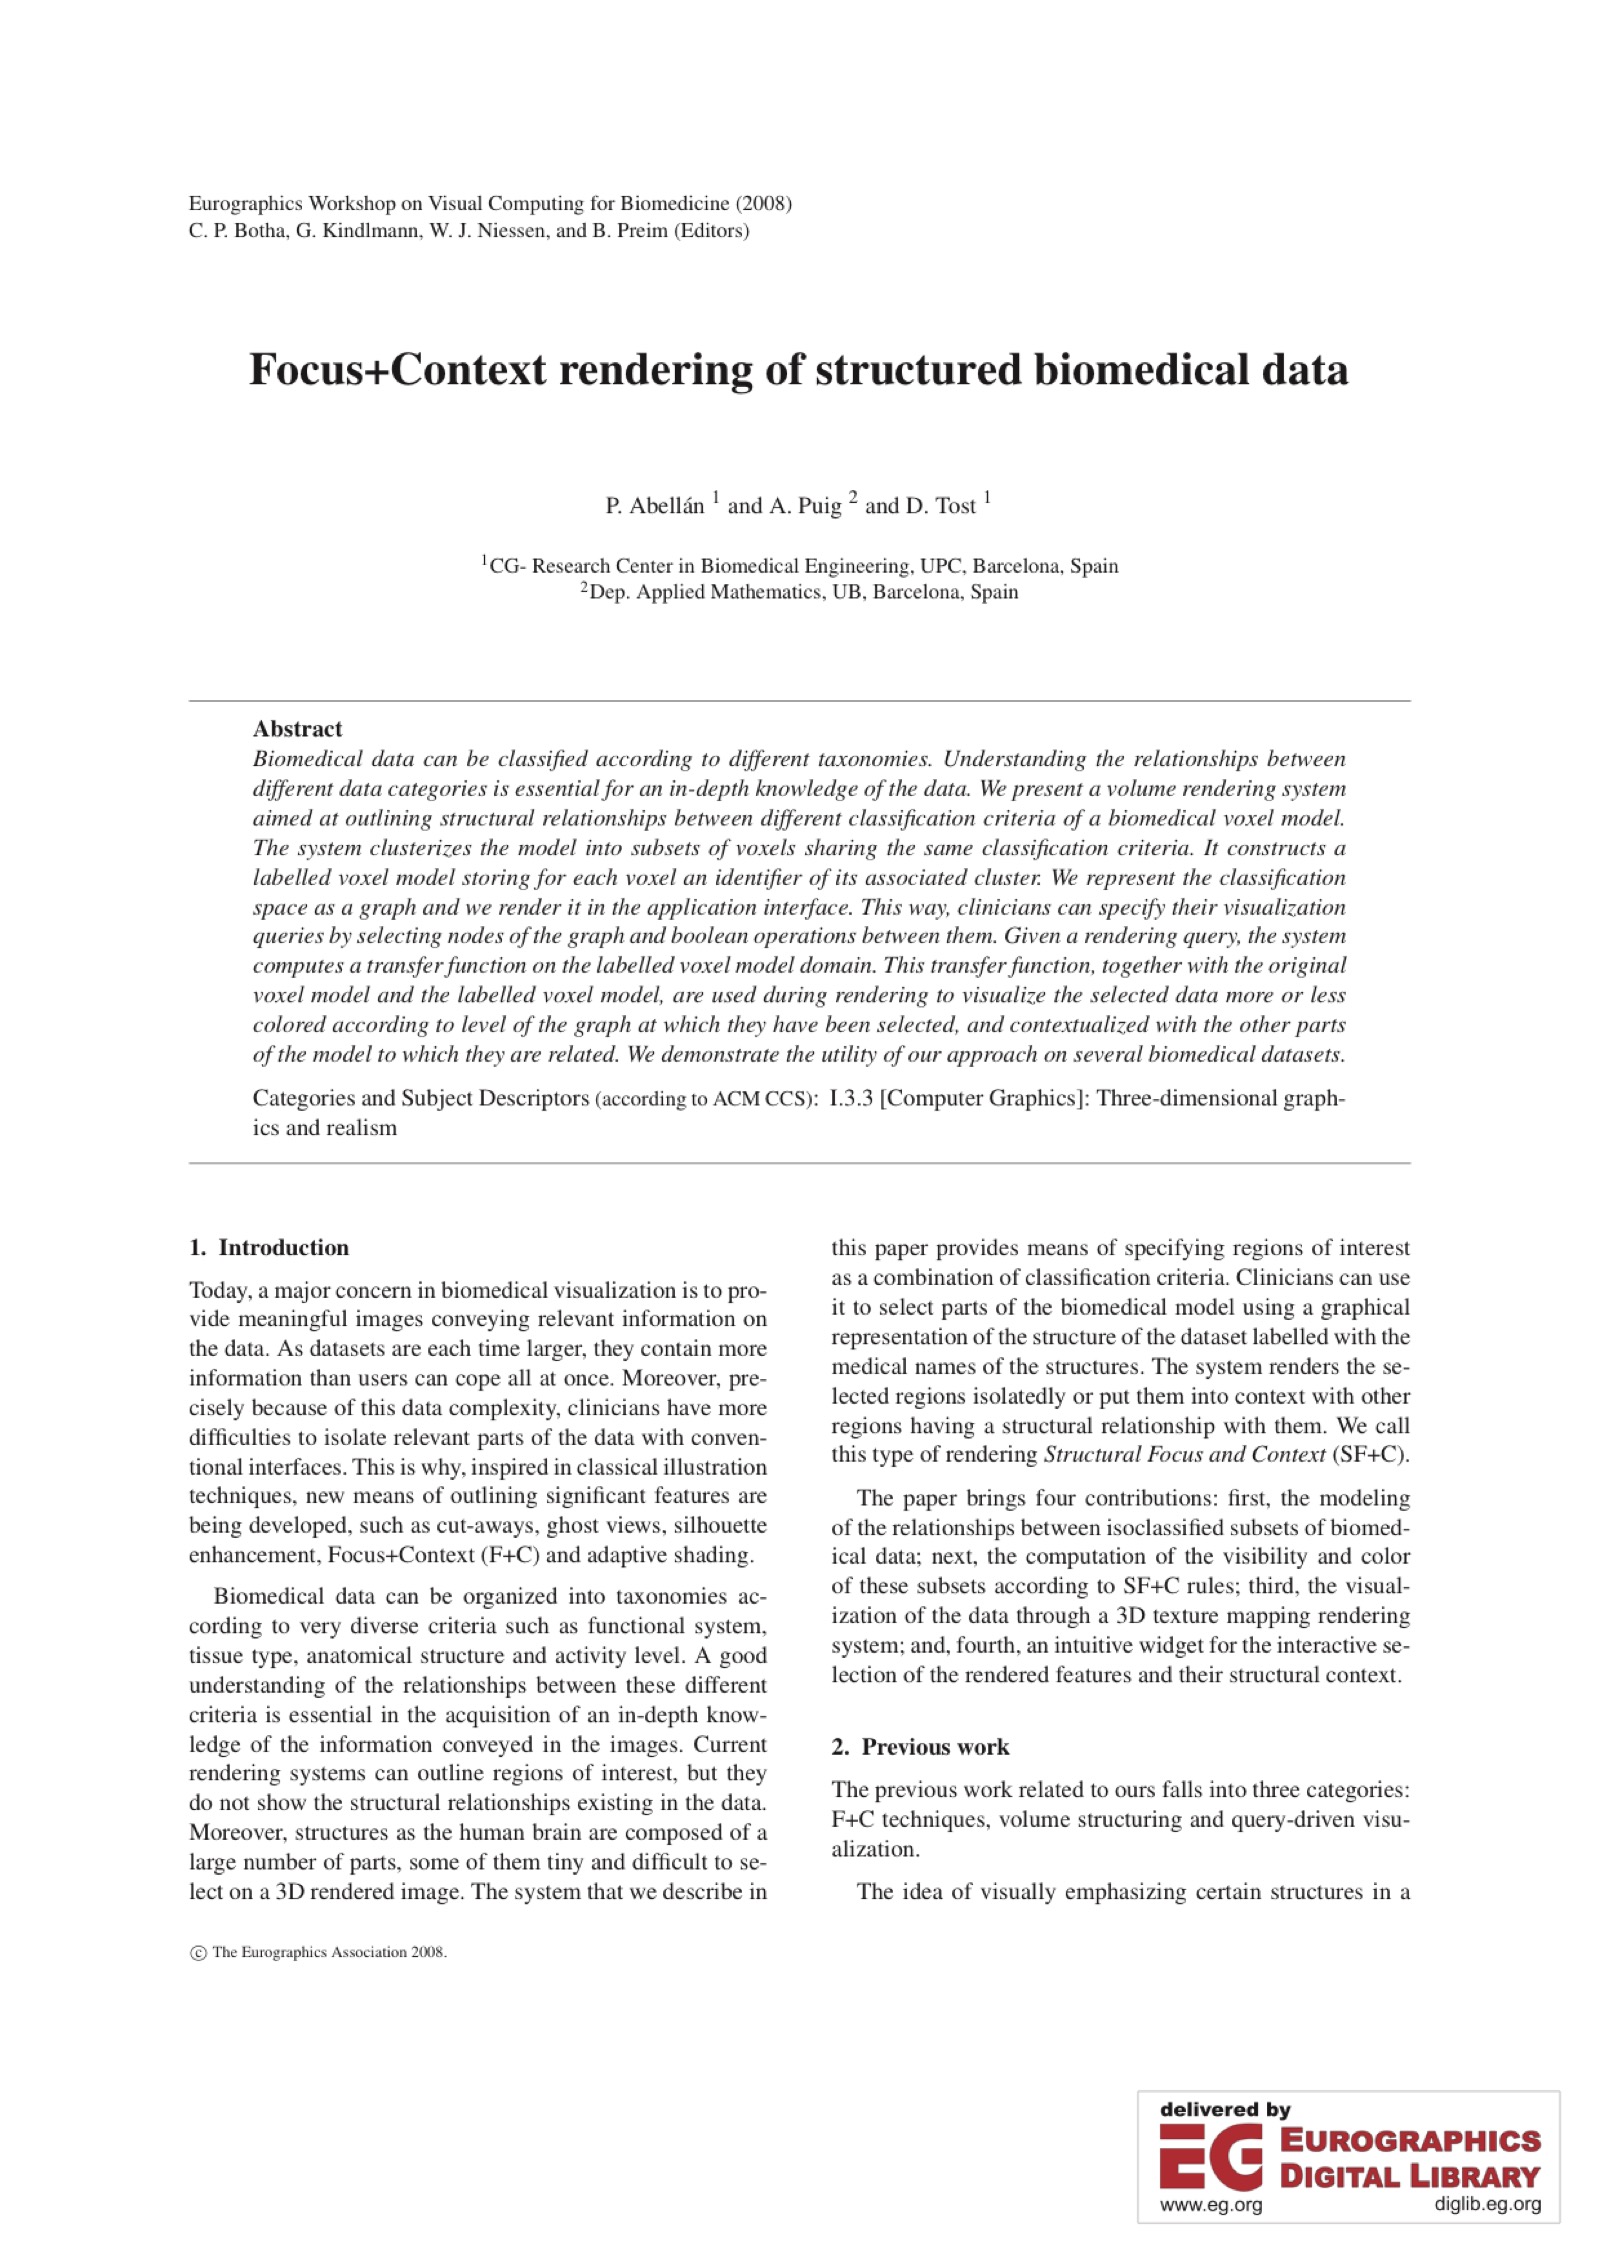 Eurographics Workshop on Visual Computing for Biomedicine (2008)
C. P. Botha, G. Kindlmann, W. J. Niessen, and B. Preim (Editors)
Focus+Context rendering of structured biomedical data
P. Abellán 1 and A. Puig 2 and D. Tost 1
1CG- Research Center in Biomedical Engineering, UPC, Barcelona, Spain
2Dep. Applied Mathematics, UB, Barcelona, Spain
Abstract
Biomedical data can be classified according to different taxonomies. Understanding the relationships between
different data categories is essential for an in-depth knowledge of the data. We present a volume rendering system
aimed at outlining structural relationships between different classification criteria of a biomedical voxel model.
The system clusterizes the model into subsets of voxels sharing the same classification criteria. It constructs a
labelled voxel model storing for each voxel an identifier of its associated cluster. We represent the classification
space as a graph and we render it in the application interface. This way, clinicians can specify their visualization
queries by selecting nodes of the graph and boolean operations between them. Given a rendering query, the system
computes a transfer function on the labelled voxel model domain. This transfer function, together with the original
voxel model and the labelled voxel model, are used during rendering to visualize the selected data more or less
colored according to level of the graph at which they have been selected, and contextualized with the other parts
of the model to which they are related. We demonstrate the utility of our approach on several biomedical datasets.
Categories and Subject Descriptors (according to ACM CCS): I.3.3 [Computer Graphics]: Three-dimensional graph-
ics and realism
1. Introduction
Today, a major concern in biomedical visualization is to pro-
vide meaningful images conveying relevant information on
the data. As datasets are each time larger, they contain more
information than users can cope all at once. Moreover, pre-
cisely because of this data complexity, clinicians have more
difficulties to isolate relevant parts of the data with conven-
tional interfaces. This is why, inspired in classical illustration
techniques, new means of outlining significant features are
being developed, such as cut-aways, ghost views, silhouette
enhancement, Focus+Context (F+C) and adaptive shading.
Biomedical data can be organized into taxonomies ac-
cording to very diverse criteria such as functional system,
tissue type, anatomical structure and activity level. A good
understanding of the relationships between these different
criteria is essential in the acquisition of an in-depth know-
ledge of the information conveyed in the images. Current
rendering systems can outline regions of interest, but they
do not show the structural relationships existing in the data.
Moreover, structures as the human brain are composed of a
large number of parts, some of them tiny and difficult to se-
lect on a 3D rendered image. The system that we describe in
this paper provides means of specifying regions of interest
as a combination of classification criteria. Clinicians can use
it to select parts of the biomedical model using a graphical
representation of the structure of the dataset labelled with the
medical names of the structures. The system renders the se-
lected regions isolatedly or put them into context with other
regions having a structural relationship with them. We call
this type of rendering Structural Focus and Context (SF+C).
The paper brings four contributions: first, the modeling
of the relationships between isoclassified subsets of biomed-
ical data; next, the computation of the visibility and color
of these subsets according to SF+C rules; third, the visual-
ization of the data through a 3D texture mapping rendering
system; and, fourth, an intuitive widget for the interactive se-
lection of the rendered features and their structural context.
2. Previous work
The previous work related to ours falls into three categories:
F+C techniques, volume structuring and query-driven visu-
alization.
The idea of visually emphasizing certain structures in a
© The Eurographics Association 2008.
delivered by
EG EUROGRAPHICS
DIGITAL LIBRARY
www.eg.org diglib.eg.org